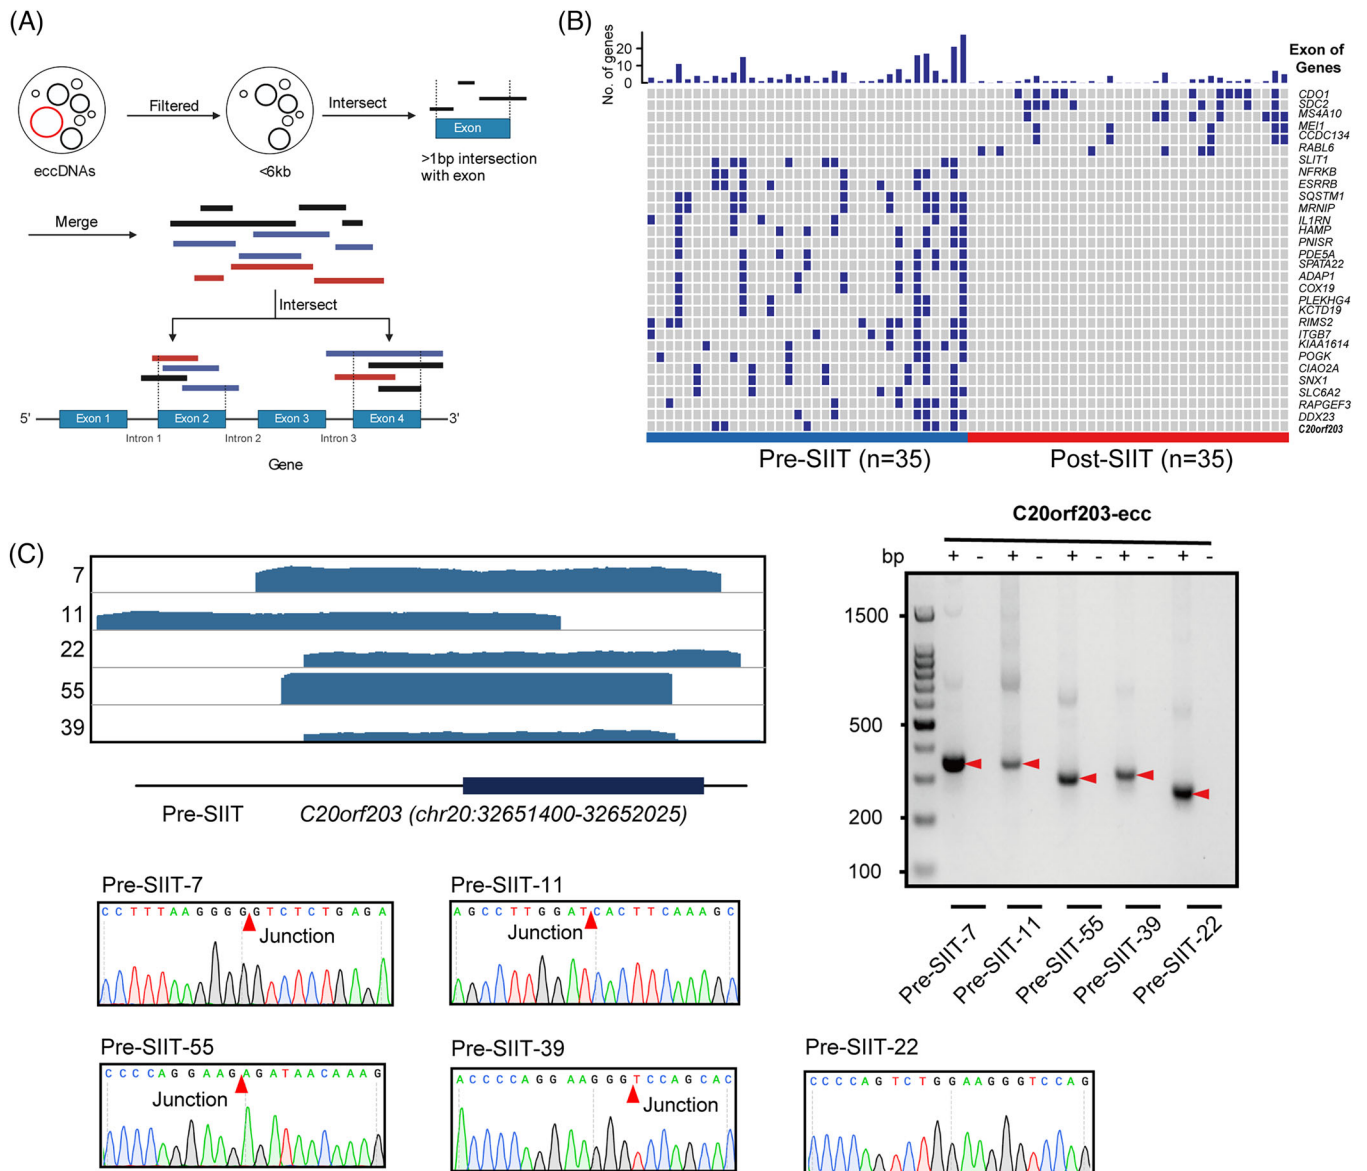 (A)
eccDNAs
Filtered
<6kb
Intersect
Exon
>1bp intersection
with exon
Merge
Intersect
5'
Exon 1
Exon 2
Exon 3
Exon 4
3'
Intron 1
Intron 2
Intron 3
Gene
(B)
No. of genes
20
10
0
Exon of
Genes
CDO1
SDC2
MS4A10
MEI1
CCDC134
RABL6
SLIT1
NFRKB
ESRRB
SQSTM1
MRNIP
IL1RN
HAMP
PNISR
PDE5A
SPATA22
ADAP1
COX19
PLEKHG4
KCTD19
RIMS2
ITGB7
KIAA1614
POGK
CIAO2A
SNX1
SLC6A2
RAPGEF3
DDX23
C20orf203
Pre-SIIT (n=35)
Post-SIIT (n=35)
(C)
7
11
22
55
39
Pre-SIIT
C20orf203 (chr20:32651400-32652025)
C20orf203-ecc
bp
+ - + - + - + - + -
1500
500
200
100
Pre-SIIT-7
Pre-SIIT-11
Pre-SIIT-55
Pre-SIIT-39
Pre-SIIT-22
Pre-SIIT-7
CCTTTAAGGGGGTCTCTGAGA
Junction
Pre-SIIT-11
AGCCTTGGATCACTTCAAAGC
Junction
Pre-SIIT-55
CCCCAGGAAGAGATAACAAAG
Junction
Pre-SIIT-39
ACCCCAGGAAGGGTCCAGCAC
Junction
Pre-SIIT-22
CCCCAGTCTGGAAGGGTCCAG